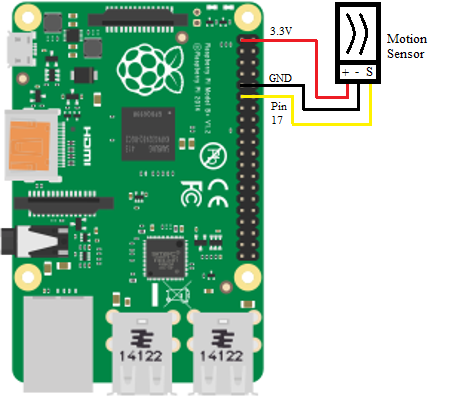 3.3V
Motion
Sensor
+ - S
GND
Pin
17
Raspberry Pi Model B+ V1.2
© Raspberry Pi 2014
HDMI
FC CE
14122
14122